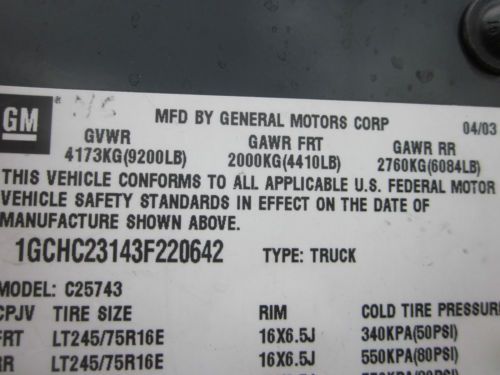 GM
MFD BY GENERAL MOTORS CORP 04/03
GVWR GAWR FRT GAWR RR
4173KG(9200LB) 2000KG(4410LB) 2760KG(6084LB)
THIS VEHICLE CONFORMS TO ALL APPLICABLE U.S. FEDERAL MOTOR
VEHICLE SAFETY STANDARDS IN EFFECT ON THE DATE OF
MANUFACTURE SHOWN ABOVE.
1GCHC23143F220642 TYPE: TRUCK
MODEL: C25743
CPJV TIRE SIZE RIM COLD TIRE PRESSURE
FRT LT245/75R16E 16X6.5J 340KPA(50PSI)
RR LT245/75R16E 16X6.5J 550KPA(80PSI)